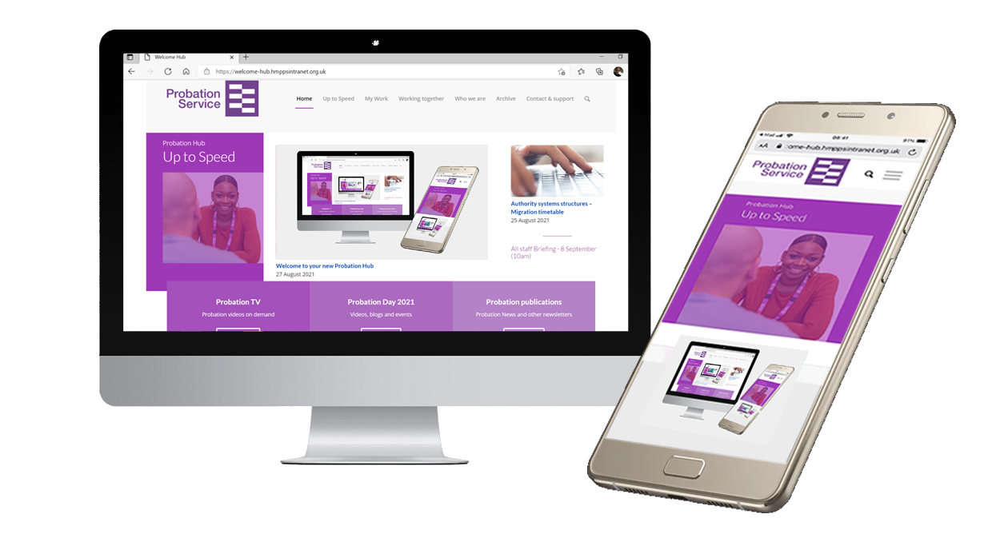 Welcome Hub
https://welcome-hub.hmppsintranet.org.uk
Probation
Service
Home Up to Speed My Work Working together Who we are Archive Contact & support
Probation Hub
Up to Speed
Authority systems structures –
Migration timetable
25 August 2021
All staff Briefing - 8 September
(10am)
Welcome to your new Probation Hub
27 August 2021
Probation TV
Probation videos on demand
Probation Day 2021
Videos, blogs and events
Probation publications
Probation News and other newsletters
Mail 08:41 91%
AA ome-hub.hmppsintranet.org.uk
Probation
Service
Probation Hub
Up to Speed